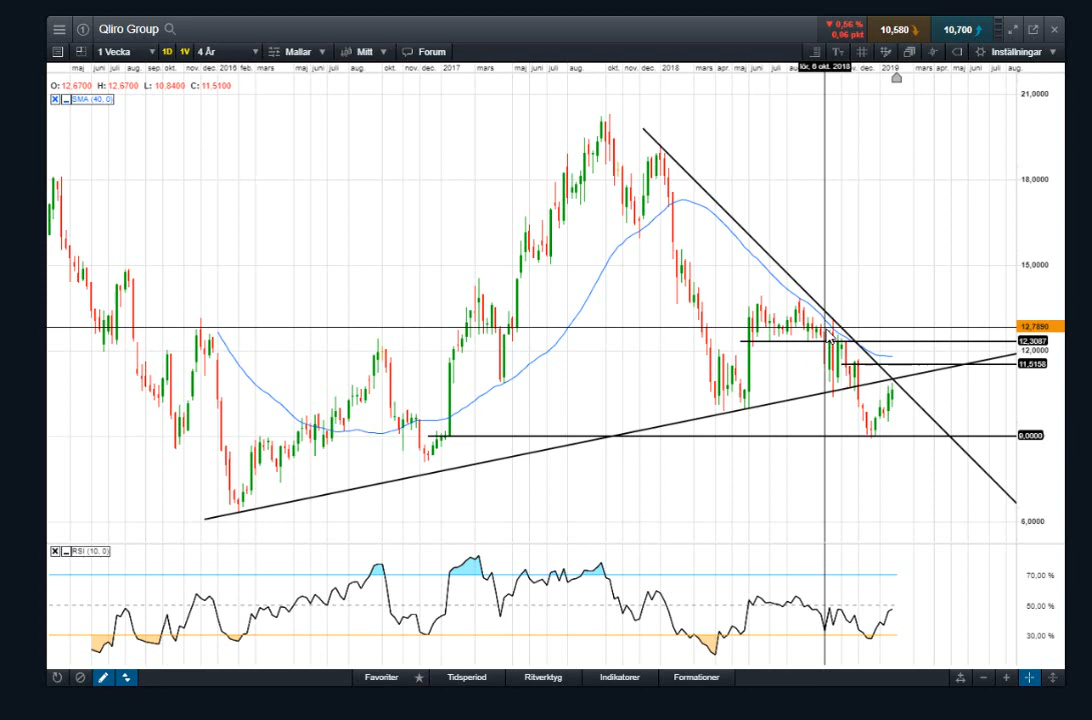 1 Qliro Group ▼ 0,56 % 0,06 pkt 10,580 10,700
1 Vecka ▼ 1D 1V 4 År ▼ Mallar ▼ Mitt ▼ Forum Inställningar ▼
maj juni juli aug. sep. okt. nov. dec. 2016 feb. mars maj juni juli aug. okt. nov. dec. 2017 mars maj juni juli aug. okt. nov. dec. 2018 mars apr. maj juni juli lör, 6 okt. 2018 dec. 2019 mars apr. maj juni juli aug.
O: 12,6700 H: 12,6700 L: 10,8400 C: 11,5100
SMA (40, 0)
21,0000
18,0000
15,0000
12,7890
12,3087
12,0000
11,5158
9,0000
6,0000
RSI (10, 0)
70,00 %
50,00 %
30,00 %
Favoriter Tidsperiod Ritverktyg Indikatorer Formationer